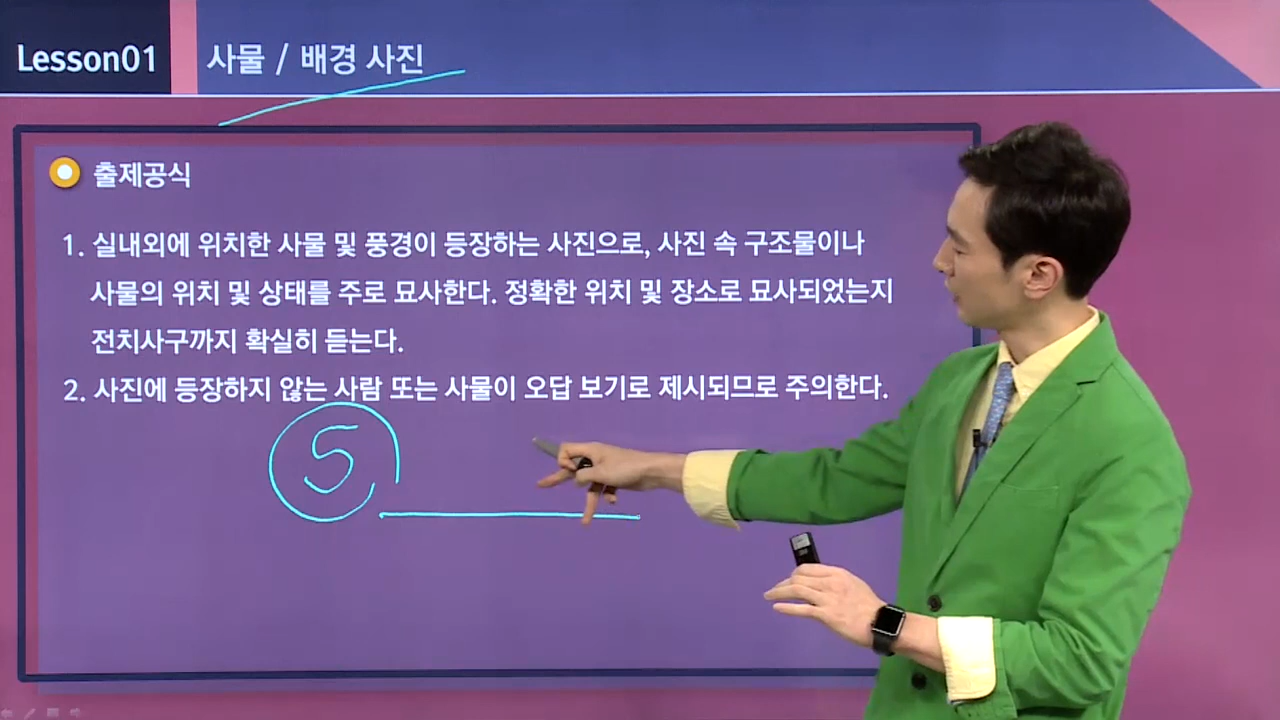 Lesson01 사물 / 배경 사진
출제공식
1. 실내외에 위치한 사물 및 풍경이 등장하는 사진으로, 사진 속 구조물이나
사물의 위치 및 상태를 주로 묘사한다. 정확한 위치 및 장소로 묘사되었는지
전치사구까지 확실히 듣는다.
2. 사진에 등장하지 않는 사람 또는 사물이 오답 보기로 제시되므로 주의한다.
5